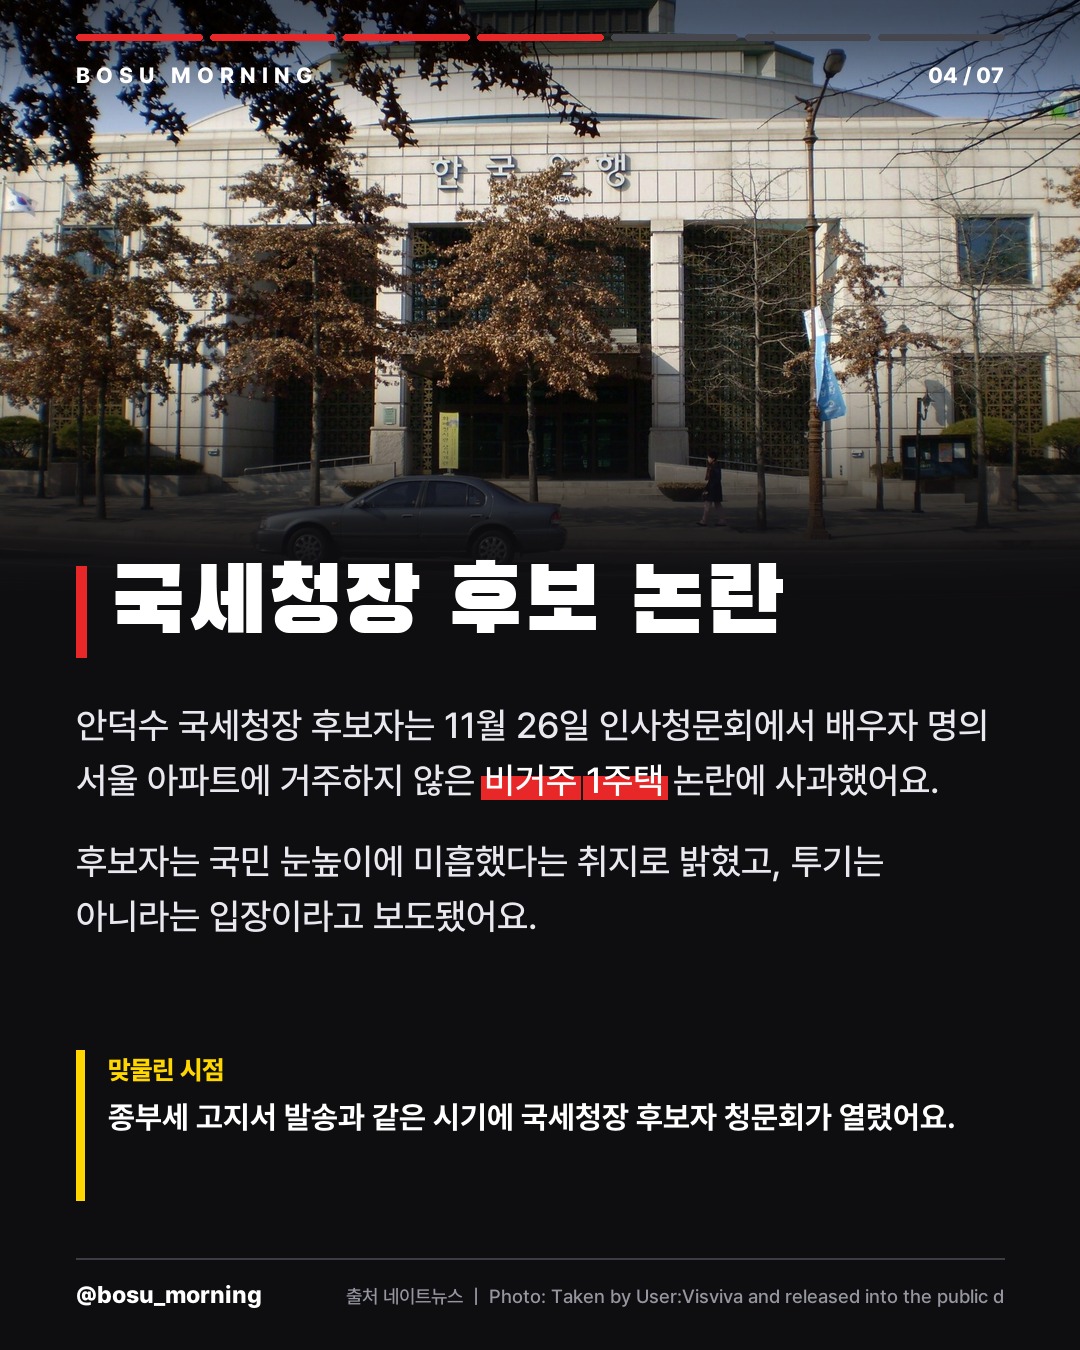 BOSU MORNING
04 / 07
한국은행
국세청장 후보 논란
안덕수 국세청장 후보자는 11월 26일 인사청문회에서 배우자 명의
서울 아파트에 거주하지 않은 비거주 1주택 논란에 사과했어요.
후보자는 국민 눈높이에 미흡했다는 취지로 밝혔고, 투기는
아니라는 입장이라고 보도됐어요.
맞물린 시점
종부세 고지서 발송과 같은 시기에 국세청장 후보자 청문회가 열렸어요.
@bosu_morning
출처 네이트뉴스 | Photo: Taken by User:Visviva and released into the public d